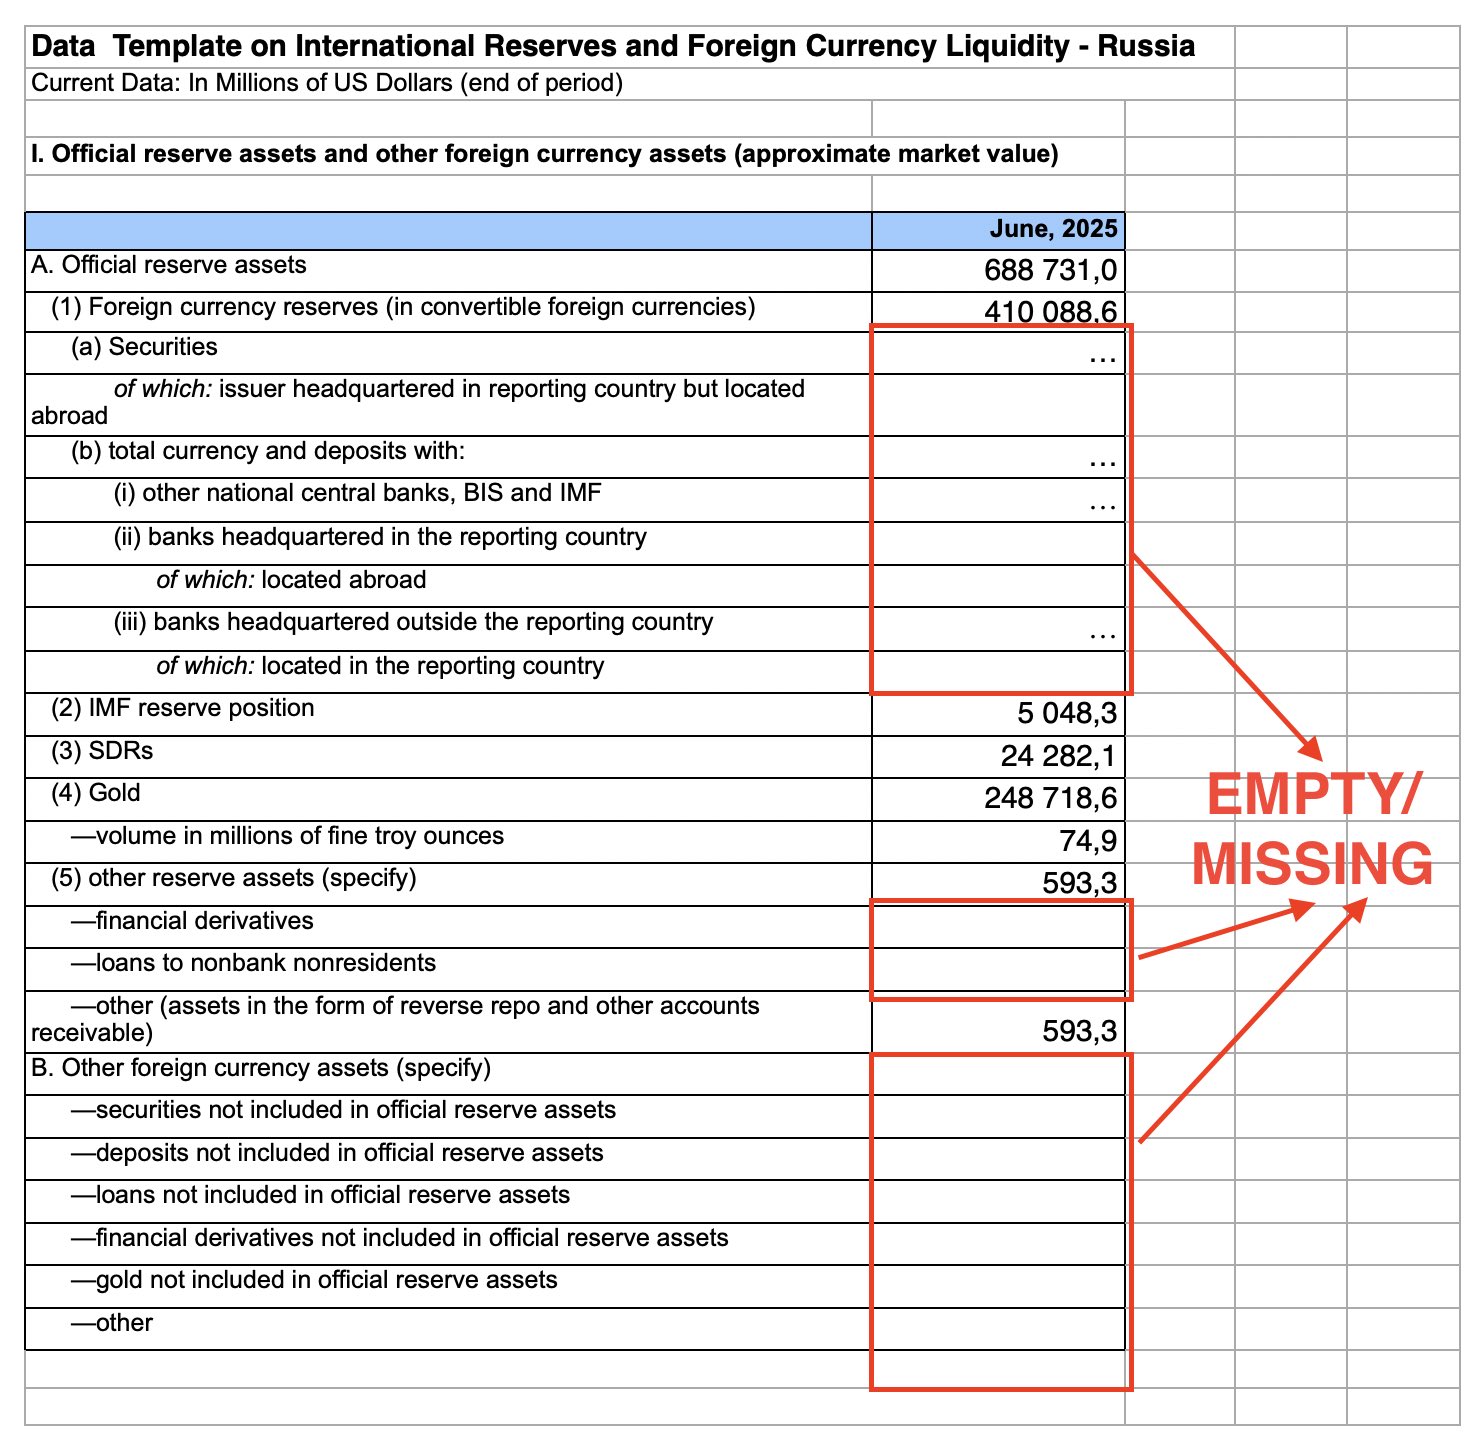 Data  Template on International Reserves and Foreign Currency Liquidity - Russia
Current Data: In Millions of US Dollars (end of period)
I. Official reserve assets and other foreign currency assets (approximate market value)
June, 2025
A. Official reserve assets 688 731,0
(1) Foreign currency reserves (in convertible foreign currencies) 410 088,6
(a) Securities ...
of which: issuer headquartered in reporting country but located
abroad
(b) total currency and deposits with: ...
(i) other national central banks, BIS and IMF ...
(ii) banks headquartered in the reporting country
of which: located abroad
(iii) banks headquartered outside the reporting country ...
of which: located in the reporting country
(2) IMF reserve position 5 048,3
(3) SDRs 24 282,1
(4) Gold 248 718,6
—volume in millions of fine troy ounces 74,9
(5) other reserve assets (specify) 593,3
—financial derivatives
—loans to nonbank nonresidents
—other (assets in the form of reverse repo and other accounts
receivable) 593,3
B. Other foreign currency assets (specify)
—securities not included in official reserve assets
—deposits not included in official reserve assets
—loans not included in official reserve assets
—financial derivatives not included in official reserve assets
—gold not included in official reserve assets
—other
EMPTY/
MISSING